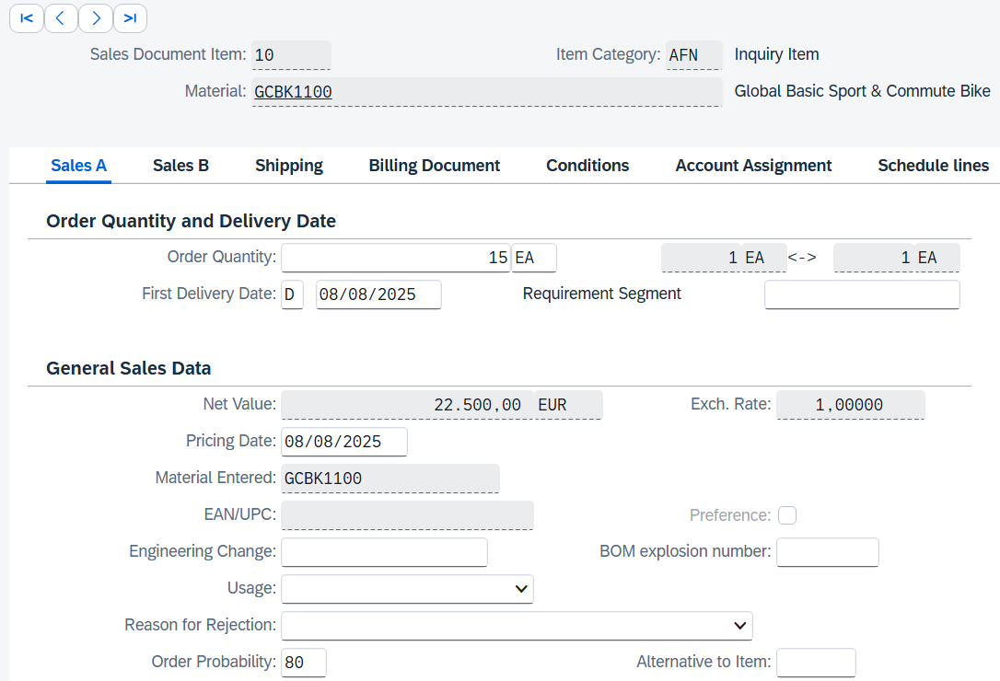 Sales Document Item: 10 Item Category: AFN Inquiry Item
Material: GCBK1100 Global Basic Sport & Commute Bike
Sales A Sales B Shipping Billing Document Conditions Account Assignment Schedule lines
Order Quantity and Delivery Date
Order Quantity: 15 EA 1 EA <-> 1 EA
First Delivery Date: D 08/08/2025 Requirement Segment
General Sales Data
Net Value: 22.500,00 EUR Exch. Rate: 1,00000
Pricing Date: 08/08/2025
Material Entered: GCBK1100
EAN/UPC: Preference:
Engineering Change: BOM explosion number:
Usage:
Reason for Rejection:
Order Probability: 80 Alternative to Item: